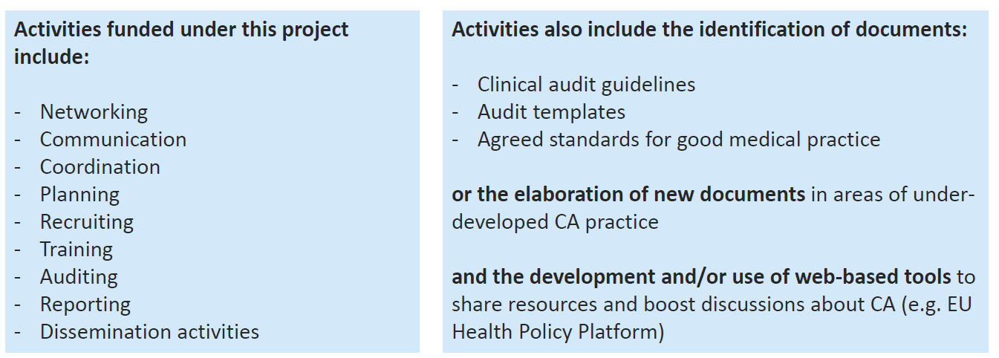 Activities funded under this project
include:
- Networking
- Communication
- Coordination
- Planning
- Recruiting
- Training
- Auditing
- Reporting
- Dissemination activities
Activities also include the identification of documents:
- Clinical audit guidelines
- Audit templates
- Agreed standards for good medical practice
or the elaboration of new documents in areas of under-
developed CA practice
and the development and/or use of web-based tools to
share resources and boost discussions about CA (e.g. EU
Health Policy Platform)